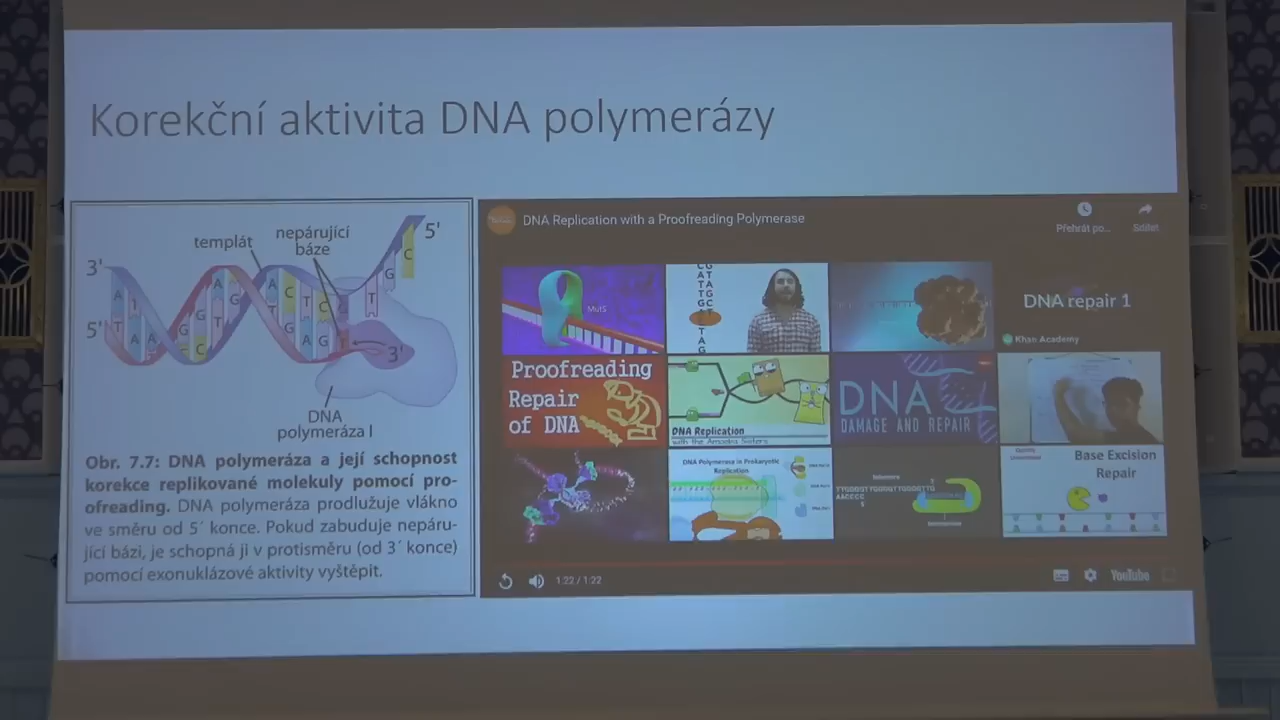 Korekční aktivita DNA polymerázy
templát
nepárující
báze
5'
3'
5'
3'
DNA
polymeráza I
Obr. 7.7: DNA polymeráza a její schopnost
korekce replikované molekuly pomocí pro-
ofreading. DNA polymeráza prodlužuje vlákno
ve směru od 5´ konce. Pokud zabuduje nepáru-
jící bázi, je schopná ji v protisměru (od 3´ konce)
pomocí exonuklázové aktivity vyštěpit.
DNA Replication with a Proofreading Polymerase
Přehrát po...
Sdílet
MutS
DNA repair 1
Khan Academy
Proofreading
Repair
of DNA
DNA Replication
with the Amoeba Sisters
DNA
DAMAGE AND REPAIR
DNA Polymerase in Prokaryotic
Replication
Base Excision
Repair
1:22 / 1:22
YouTube